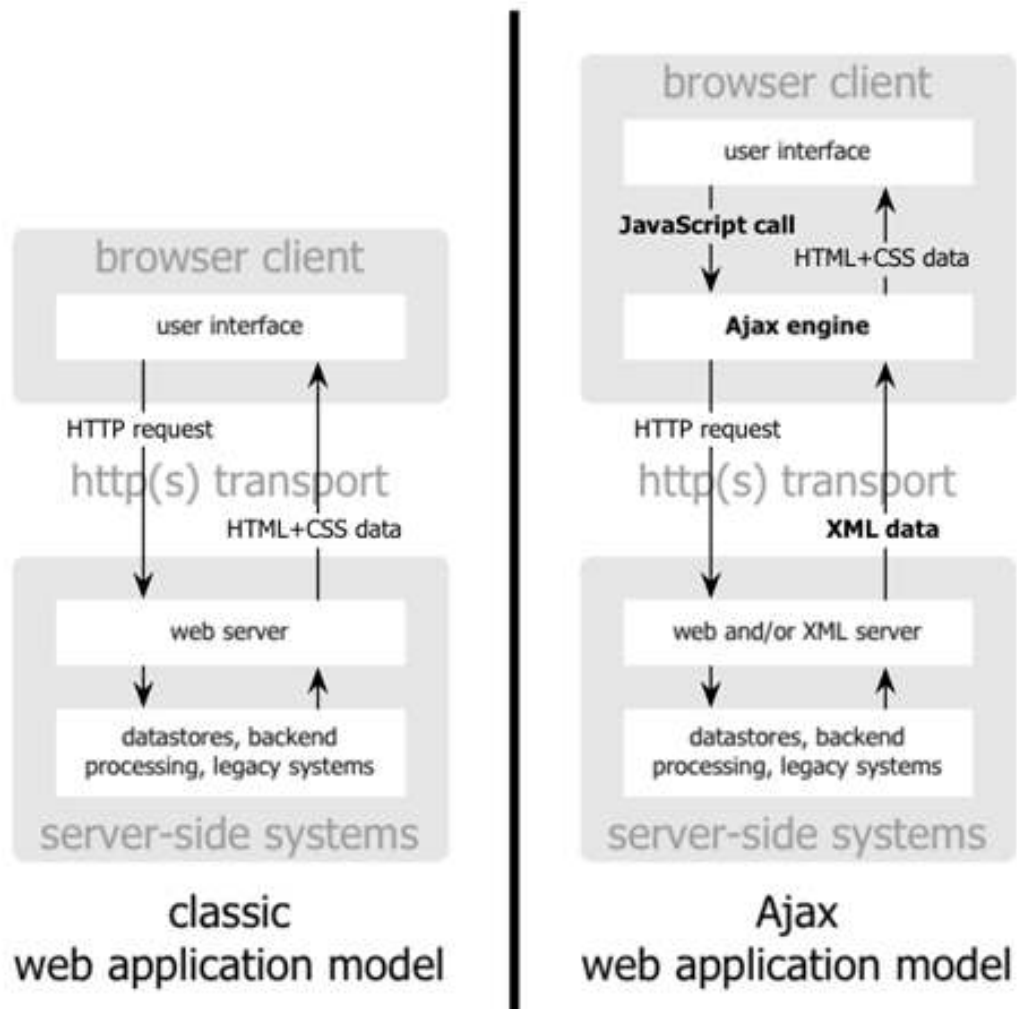 browser client
user interface
HTTP request
http(s) transport
HTML+CSS data
web server
datastores, backend
processing, legacy systems
server-side systems
classic
web application model
browser client
user interface
JavaScript call
HTML+CSS data
Ajax engine
HTTP request
http(s) transport
XML data
web and/or XML server
datastores, backend
processing, legacy systems
server-side systems
Ajax
web application model